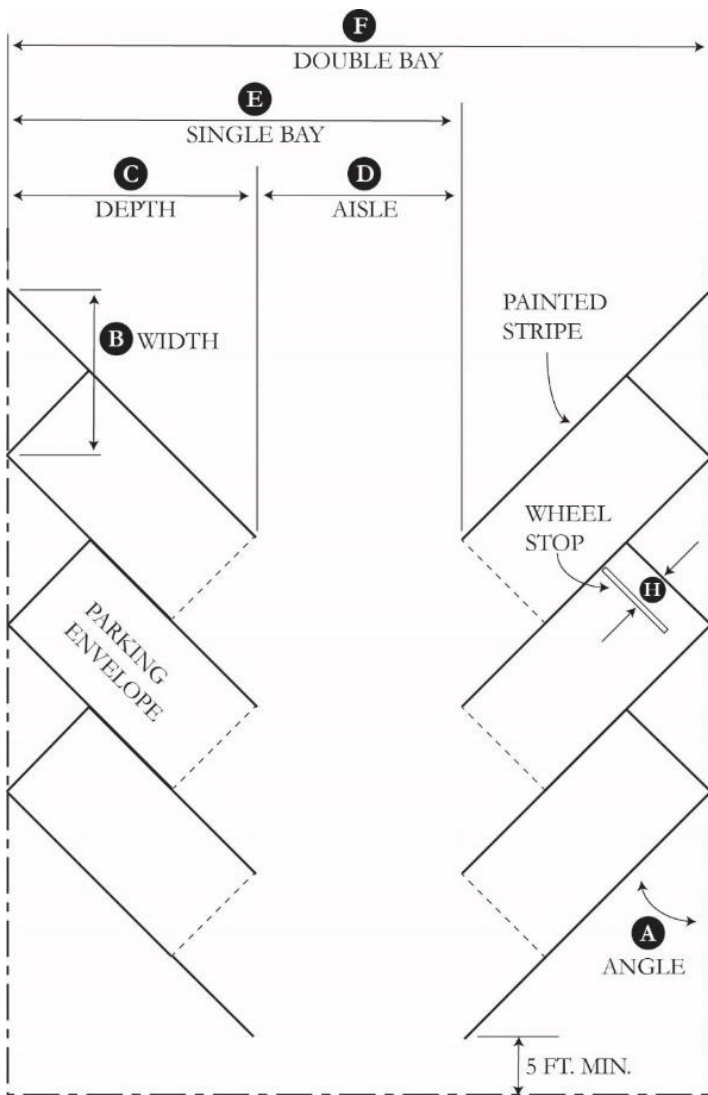 F
DOUBLE BAY
E
SINGLE BAY
C
D
DEPTH
AISLE
B WIDTH
PAINTED
STRIPE
WHEEL
STOP
H
PARKING
ENVELOPE
A
ANGLE
5 FT. MIN.